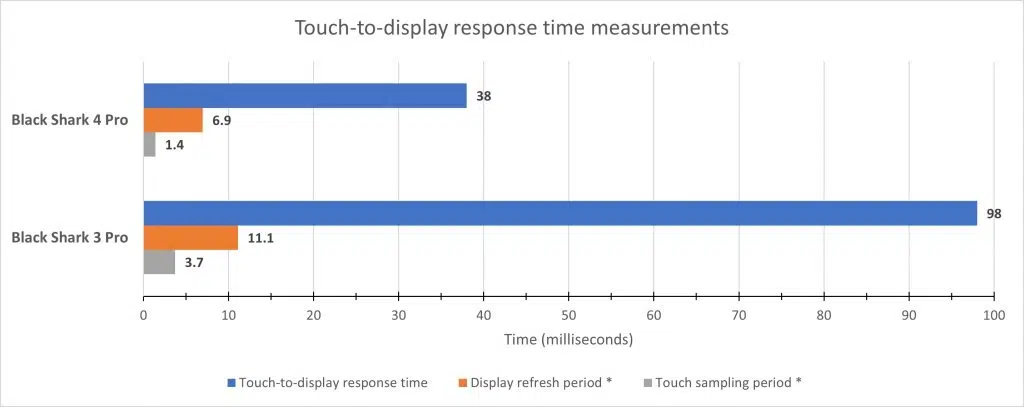 Touch-to-display response time measurements
Black Shark 4 Pro
38
6.9
1.4
Black Shark 3 Pro
98
11.1
3.7
0 10 20 30 40 50 60 70 80 90 100
Time (milliseconds)
Touch-to-display response time Display refresh period * Touch sampling period *